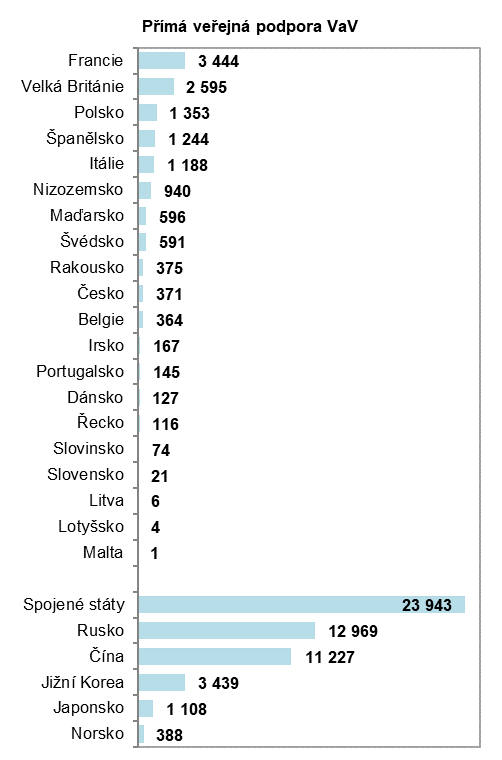 Přímá veřejná podpora VaV
Francie 3 444
Velká Británie 2 595
Polsko 1 353
Španělsko 1 244
Itálie 1 188
Nizozemsko 940
Maďarsko 596
Švédsko 591
Rakousko 375
Česko 371
Belgie 364
Irsko 167
Portugalsko 145
Dánsko 127
Řecko 116
Slovinsko 74
Slovensko 21
Litva 6
Lotyšsko 4
Malta 1
Spojené státy 23 943
Rusko 12 969
Čína 11 227
Jižní Korea 3 439
Japonsko 1 108
Norsko 388